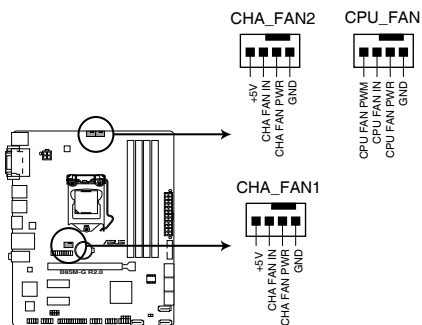 CHA_FAN2
CPU_FAN
+5V
CHA FAN IN
CHA FAN PWR
GND
CPU FAN PWM
CPU FAN IN
CPU FAN PWR
GND
CHA_FAN1
+5V
CHA FAN IN
CHA FAN PWR
GND
ASUS
B85M-G R2.0